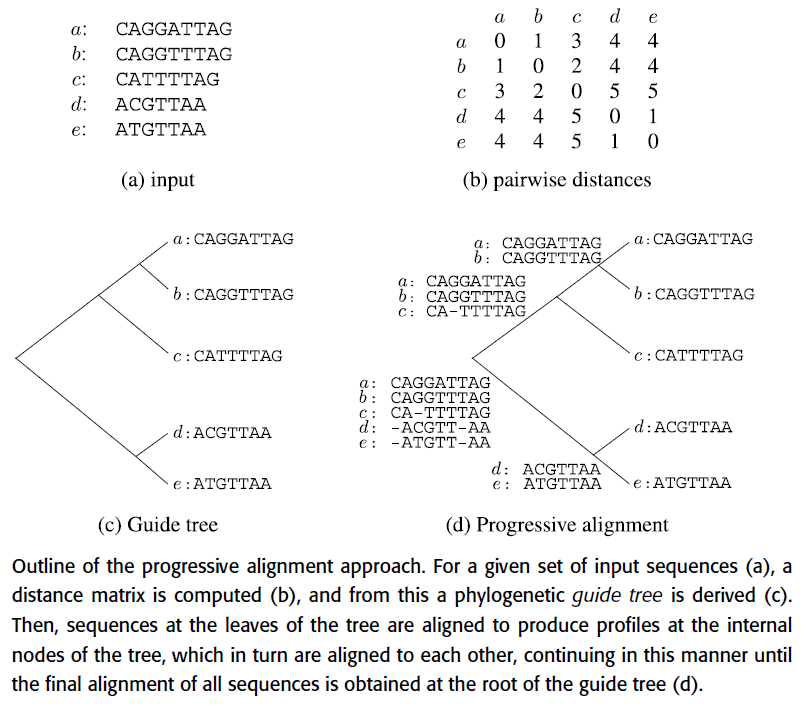 a: CAGGATTAG
b: CAGGTTTAG
c: CATTTTAG
d: ACGTTAA
e: ATGTTAA
(a) input
a b c d e
a 0 1 3 4 4
b 1 0 2 4 4
c 3 2 0 5 5
d 4 4 5 0 1
e 4 4 5 1 0
(b) pairwise distances
a:CAGGATTAG
b:CAGGTTTAG
c:CATTTTAG
d:ACGTTAA
e:ATGTTAA
(c) Guide tree
a: CAGGATTAG
b: CAGGTTTAG
a: CAGGATTAG
b: CAGGTTTAG
c: CA-TTTTAG
a: CAGGATTAG
b: CAGGTTTAG
c: CA-TTTTAG
d: -ACGTT-AA
e: -ATGTT-AA
d: ACGTTAA
e: ATGTTAA
a:CAGGATTAG
b:CAGGTTTAG
c:CATTTTAG
d:ACGTTAA
e:ATGTTAA
(d) Progressive alignment
Outline of the progressive alignment approach. For a given set of input sequences (a), a
distance matrix is computed (b), and from this a phylogenetic guide tree is derived (c).
Then, sequences at the leaves of the tree are aligned to produce profiles at the internal
nodes of the tree, which in turn are aligned to each other, continuing in this manner until
the final alignment of all sequences is obtained at the root of the guide tree (d).